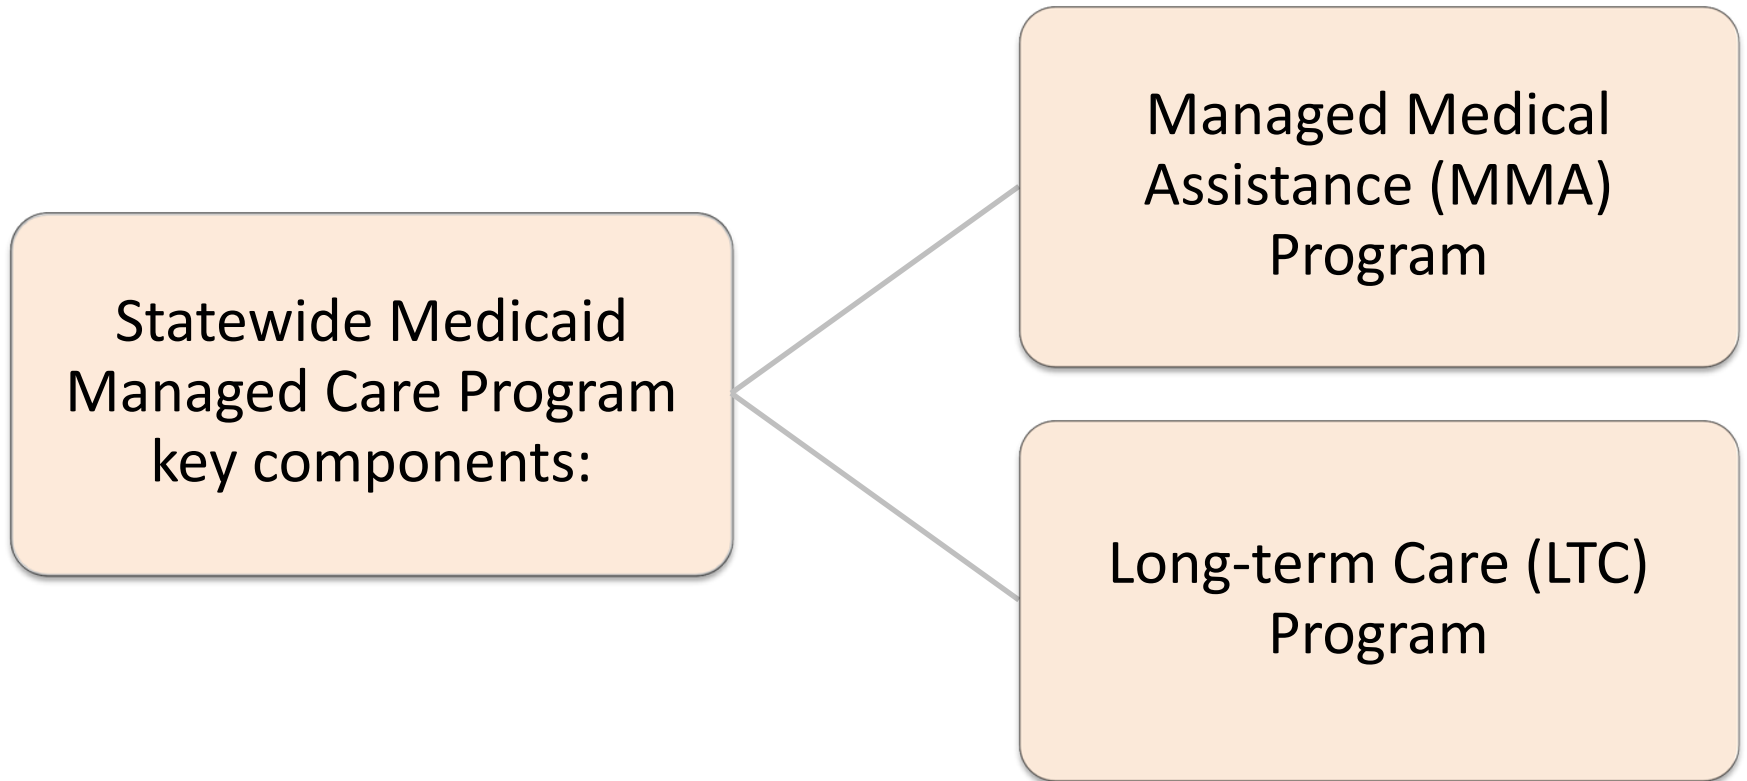 Statewide Medicaid
Managed Care Program
key components:
Managed Medical
Assistance (MMA)
Program
Long-term Care (LTC)
Program